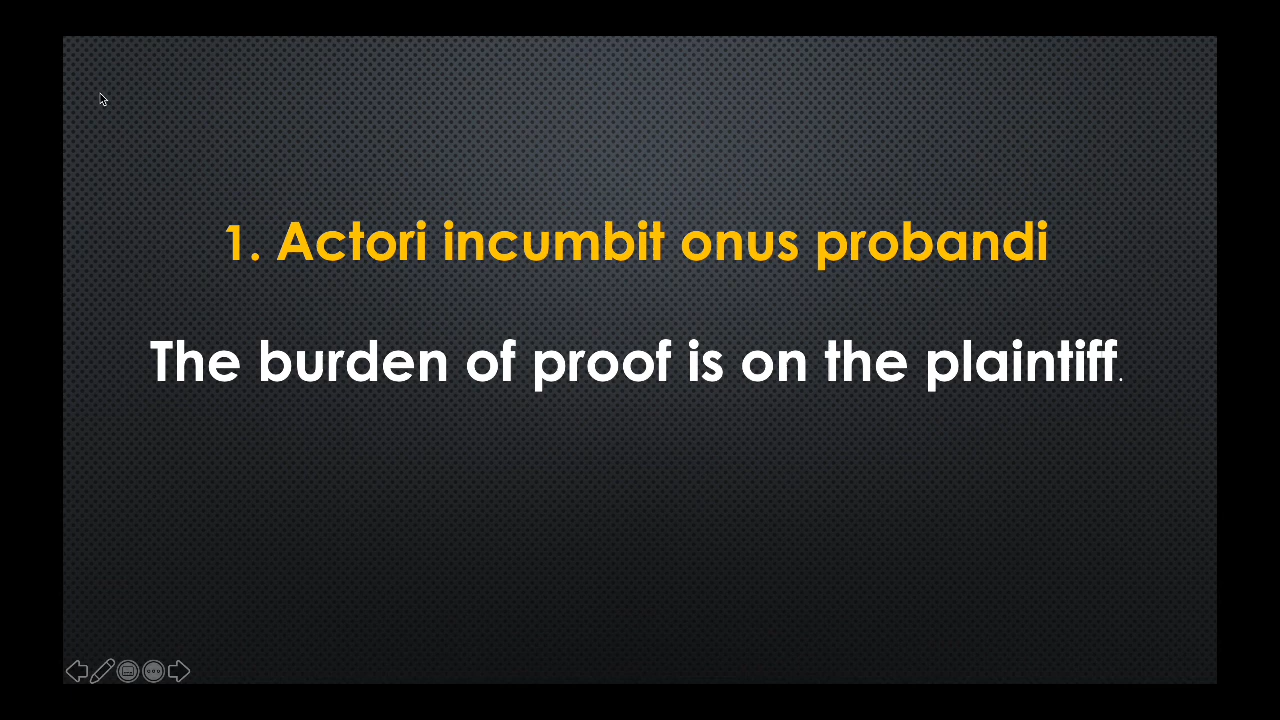 1. Actori incumbit onus probandi
The burden of proof is on the plaintiff.